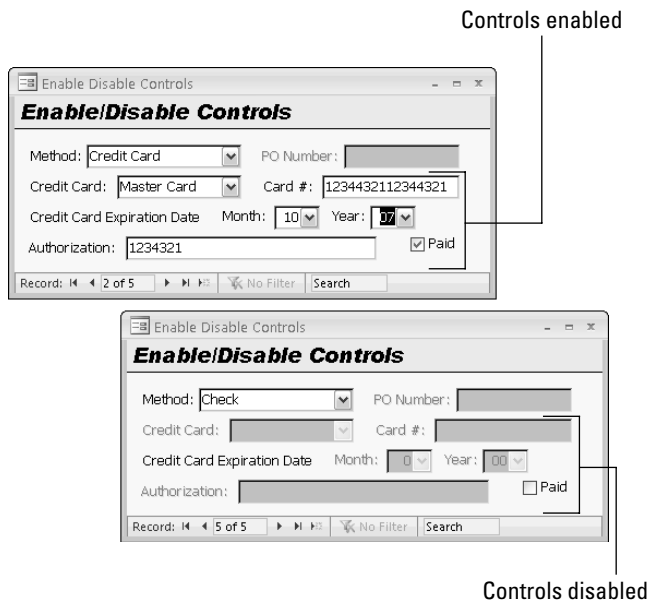 Controls enabled
Enable Disable Controls
Enable/Disable Controls
Method: Credit Card PO Number:
Credit Card: Master Card Card #: 1234432112344321
Credit Card Expiration Date Month: 10 Year: 07
Authorization: 1234321 Paid
Record: 2 of 5 No Filter Search
Enable Disable Controls
Enable/Disable Controls
Method: Check PO Number:
Credit Card: Card #:
Credit Card Expiration Date Month: 0 Year: 00
Authorization: Paid
Record: 5 of 5 No Filter Search
Controls disabled